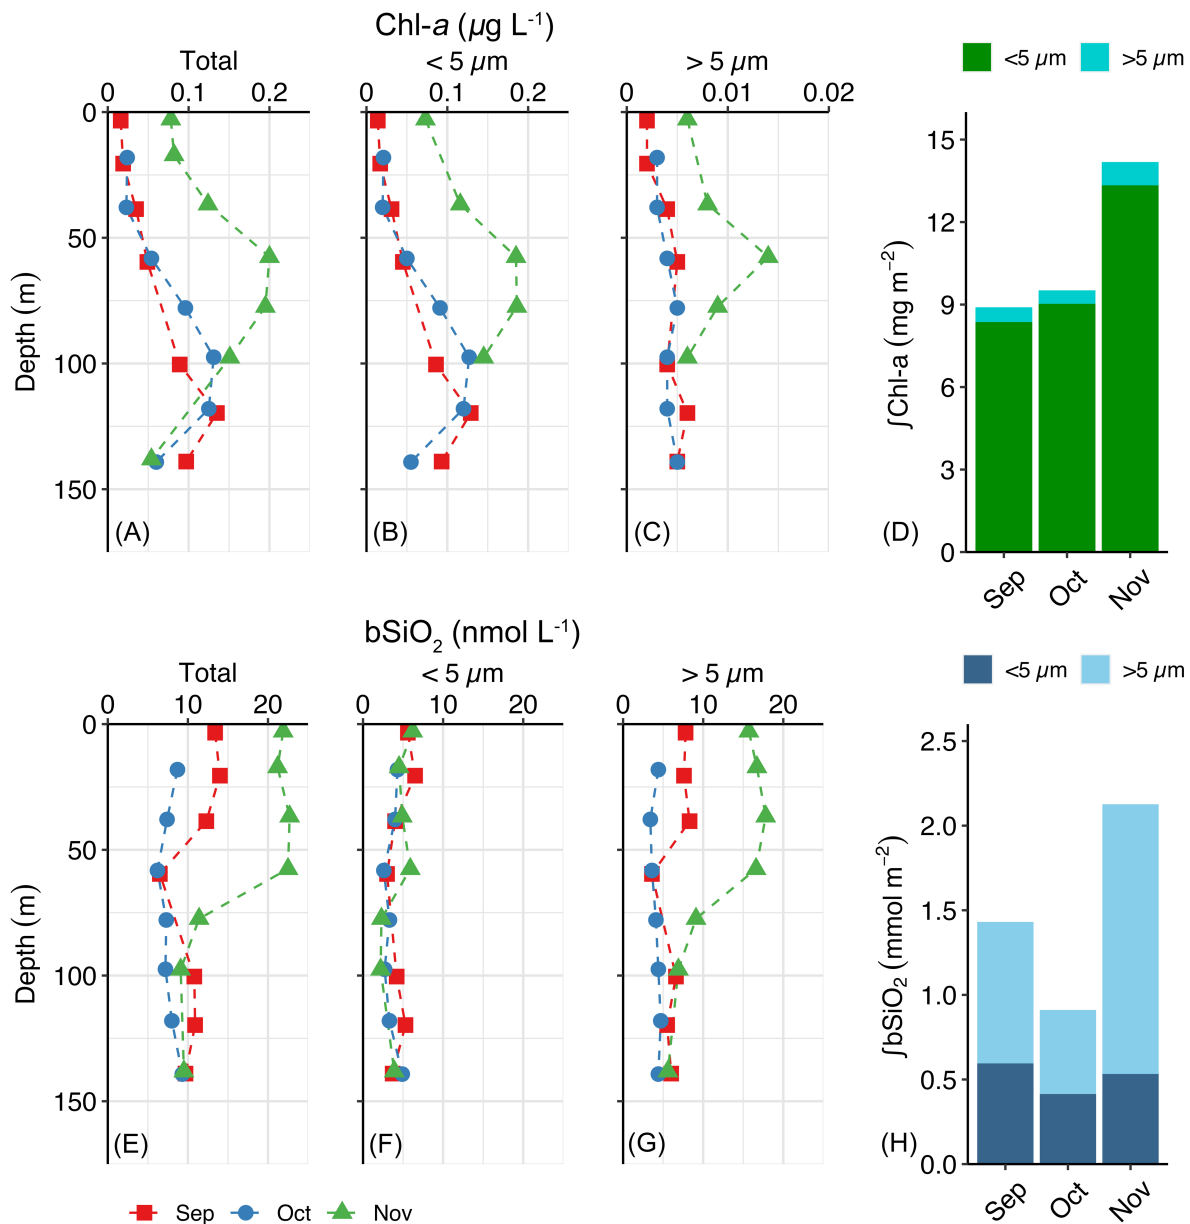 Chl-a (µg L⁻¹)
Total
< 5 µm
> 5 µm
0 0.1 0.2
0 0.1 0.2
0 0.01 0.02
0
50
100
150
Depth (m)
(A)
(B)
(C)
<5 µm >5 µm
15
12
9
6
3
0
∫Chl-a (mg m⁻²)
(D)
Sep
Oct
Nov
bSiO₂ (nmol L⁻¹)
Total
< 5 µm
> 5 µm
0 10 20
0 10 20
0 10 20
0
50
100
150
Depth (m)
(E)
(F)
(G)
<5 µm >5 µm
2.5
2.0
1.5
1.0
0.5
0.0
∫bSiO₂ (mmol m⁻²)
(H)
Sep
Oct
Nov
Sep Oct Nov